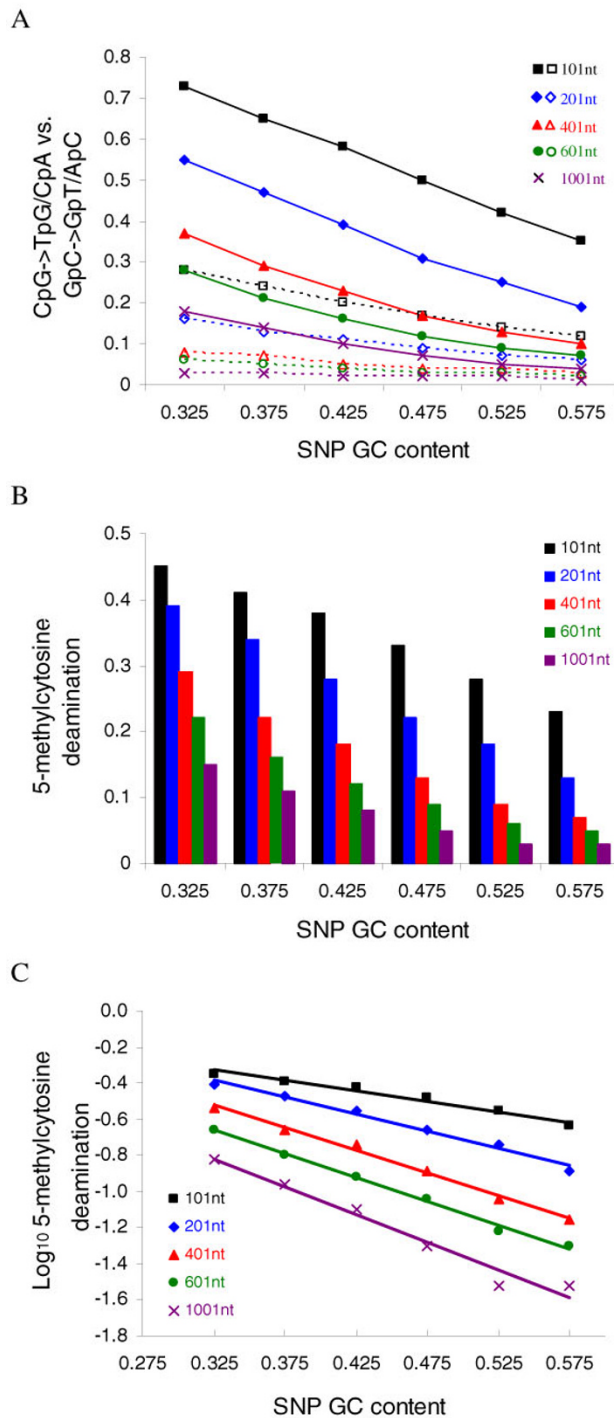 A
CpG->TpG/CpA vs.
GpC->GpT/ApC
0.8
0.7
0.6
0.5
0.4
0.3
0.2
0.1
0
101nt
201nt
401nt
601nt
1001nt
0.325 0.375 0.425 0.475 0.525 0.575
SNP GC content
B
5-methylcytosine
deamination
0.5
0.4
0.3
0.2
0.1
0
101nt
201nt
401nt
601nt
1001nt
0.325 0.375 0.425 0.475 0.525 0.575
SNP GC content
C
Log10 5-methylcytosine
deamination
0.0
-0.2
-0.4
-0.6
-0.8
-1.0
-1.2
-1.4
-1.6
-1.8
101nt
201nt
401nt
601nt
1001nt
0.275 0.325 0.375 0.425 0.475 0.525 0.575
SNP GC content